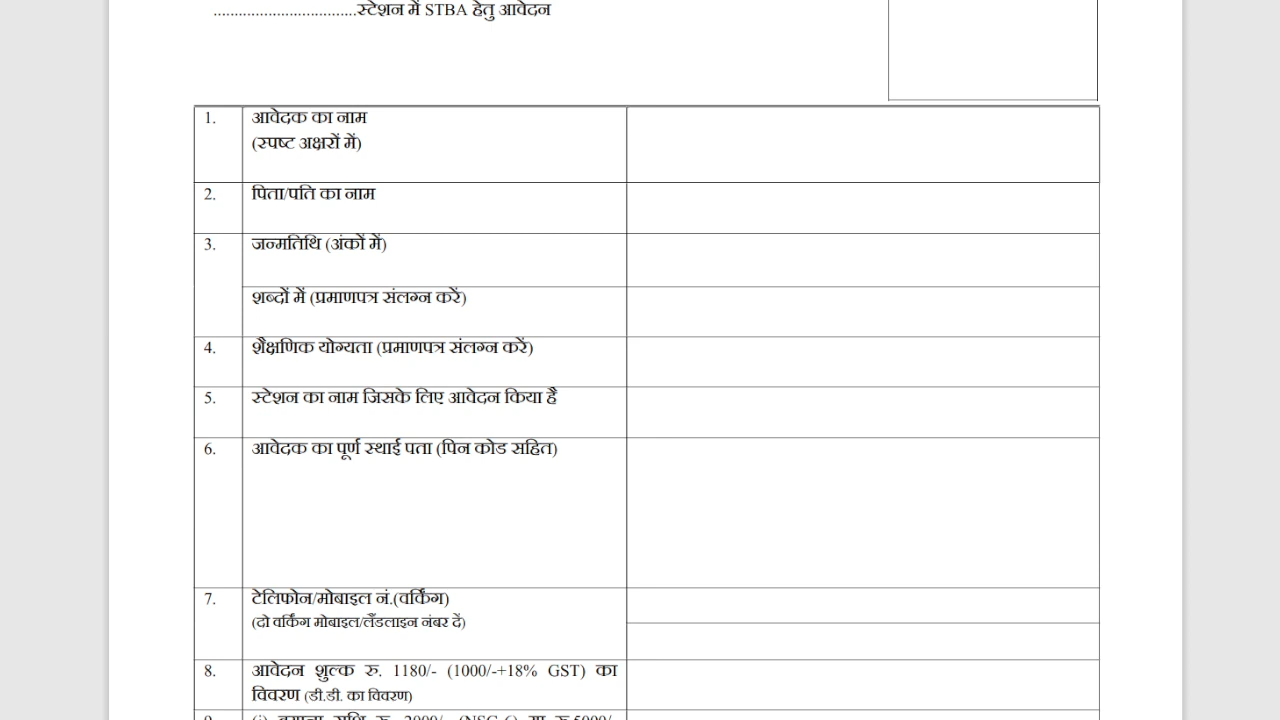 .................................स्टेशन में STBA हेतु आवेदन
1. आवेदक का नाम
(स्पष्ट अक्षरों में)
2. पिता/पति का नाम
3. जन्मतिथि (अंकों में)
शब्दों में (प्रमाणपत्र संलग्न करें)
4. शैक्षणिक योग्यता (प्रमाणपत्र संलग्न करें)
5. स्टेशन का नाम जिसके लिए आवेदन किया है
6. आवेदक का पूर्ण स्थाई पता (पिन कोड सहित)
7. टेलिफोन/मोबाइल नं.(वर्किंग)
(दो वर्किंग मोबाइल/लैंडलाइन नंबर दें)
8. आवेदन शुल्क रु. 1180/- (1000/-+18% GST) का
विवरण (डी.डी. का विवरण)